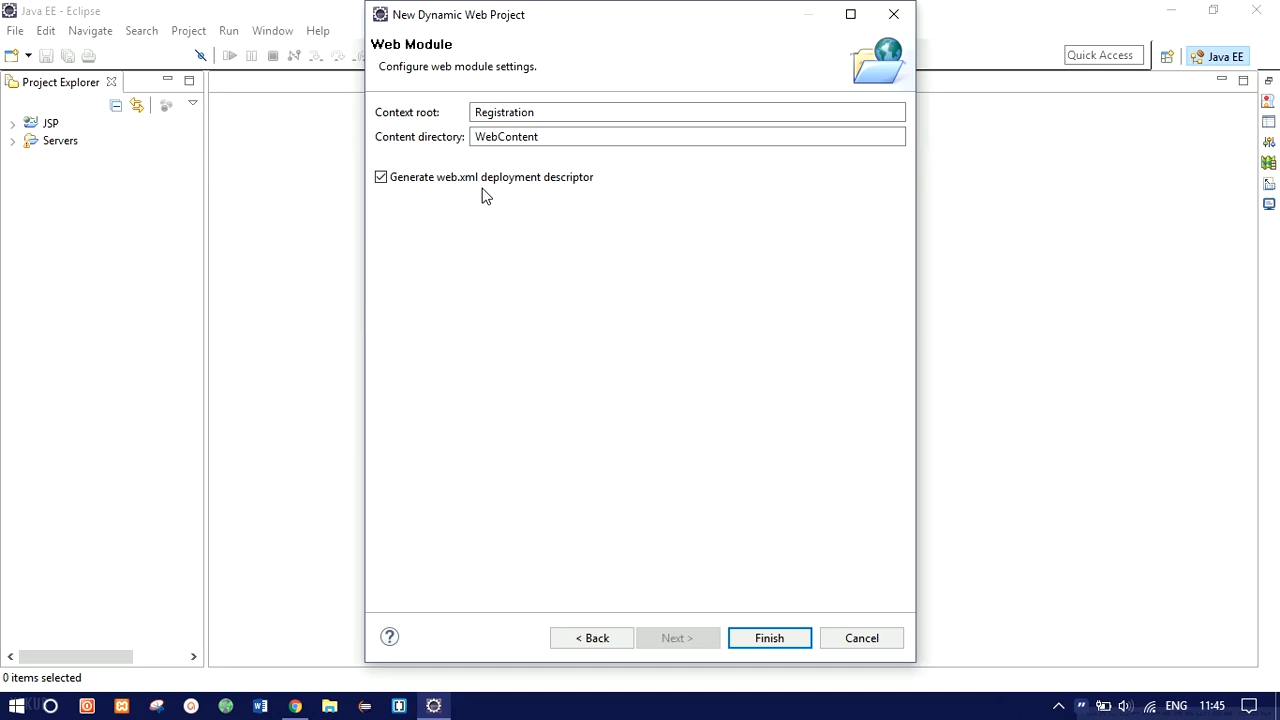 Java EE - Eclipse
File Edit Navigate Search Project Run Window Help
Quick Access
Java EE
Project Explorer
JSP
Servers
New Dynamic Web Project
Web Module
Configure web module settings.
Context root: Registration
Content directory: WebContent
Generate web.xml deployment descriptor
< Back Next > Finish Cancel
0 items selected
ENG 11:45